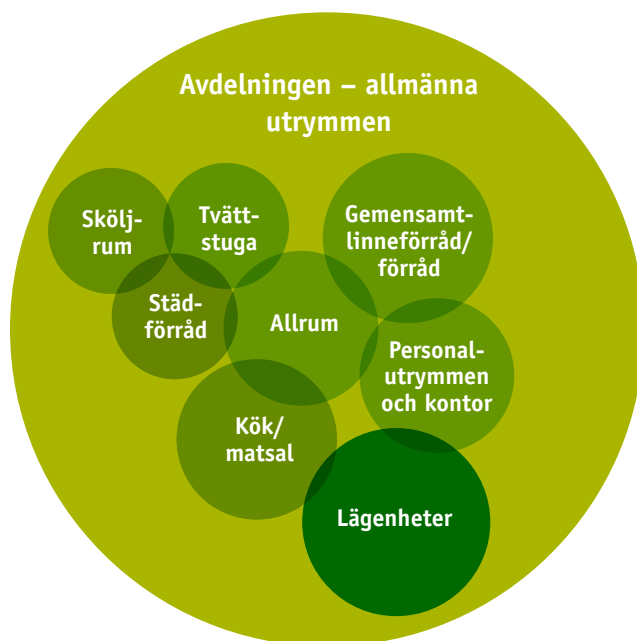 Avdelningen – allmänna
utrymmen
Skölj-
rum
Tvätt-
stuga
Gemensamt-
linneförråd/
förråd
Städ-
förråd
Allrum
Personal-
utrymmen
och kontor
Kök/
matsal
Lägenheter